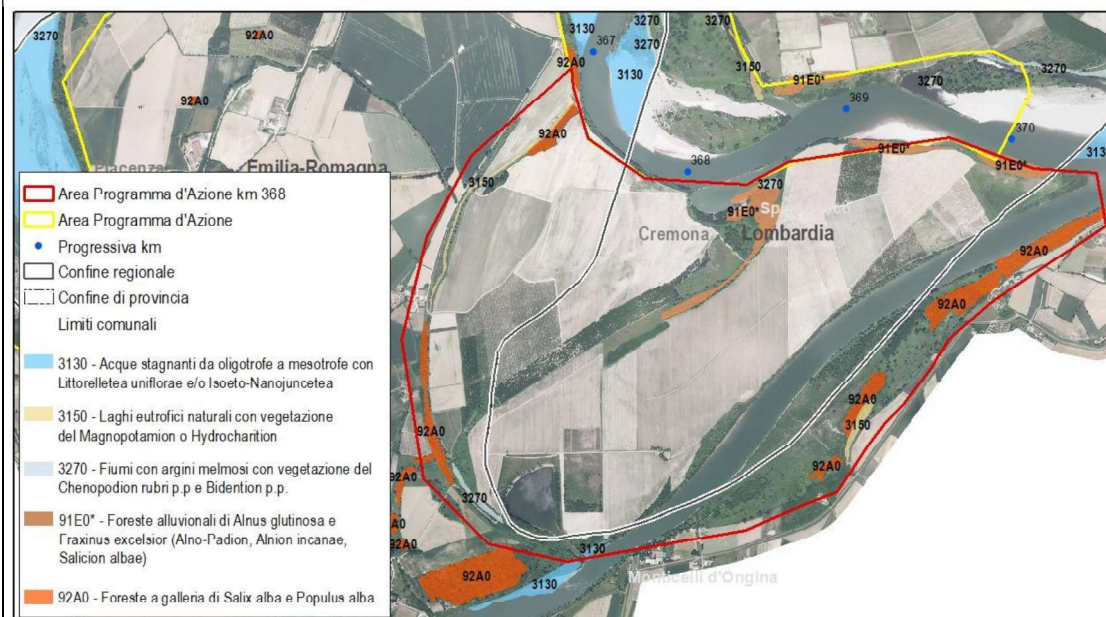 3270
92A0
3130
3270
3270
3130
367
3270
3150
91E0*
3270
3270
369
370
3130
92A0
92A0
92A0
Piacenza
Emilia-Romagna
3150
368
3270
91E0*
91E0*
91E0*
Cremona
Lombardia
92A0
92A0
92A0
3150
92A0
92A0
92A0
92A0
3270
3130
92A0
3130
Monticelli d'Ongina
Area Programma d'Azione km 368
Area Programma d'Azione
Progressiva km
Confine regionale
Confine di provincia
Limiti comunali
3130 - Acque stagnanti da oligotrofe a mesotrofe con
Littorelletea uniflorae e/o Isoeto-Nanojuncetea
3150 - Laghi eutrofici naturali con vegetazione
del Magnopotamion o Hydrocharition
3270 - Fiumi con argini melmosi con vegetazione del
Chenopodion rubri p.p e Bidention p.p.
91E0* - Foreste alluvionali di Alnus glutinosa e
Fraxinus excelsior (Alno-Padion, Alnion incanae,
Salicion albae)
92A0 - Foreste a galleria di Salix alba e Populus alba